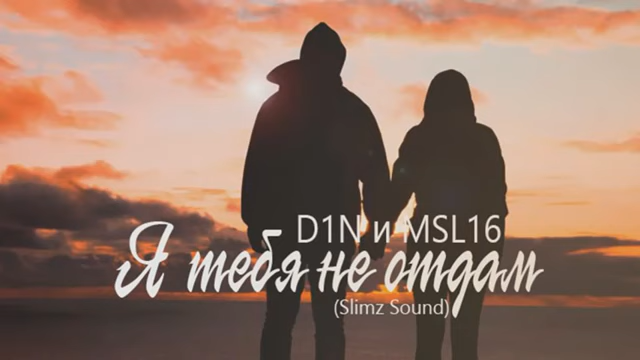 D1N и MSL16
Я тебя не отдам
(Slimz Sound)